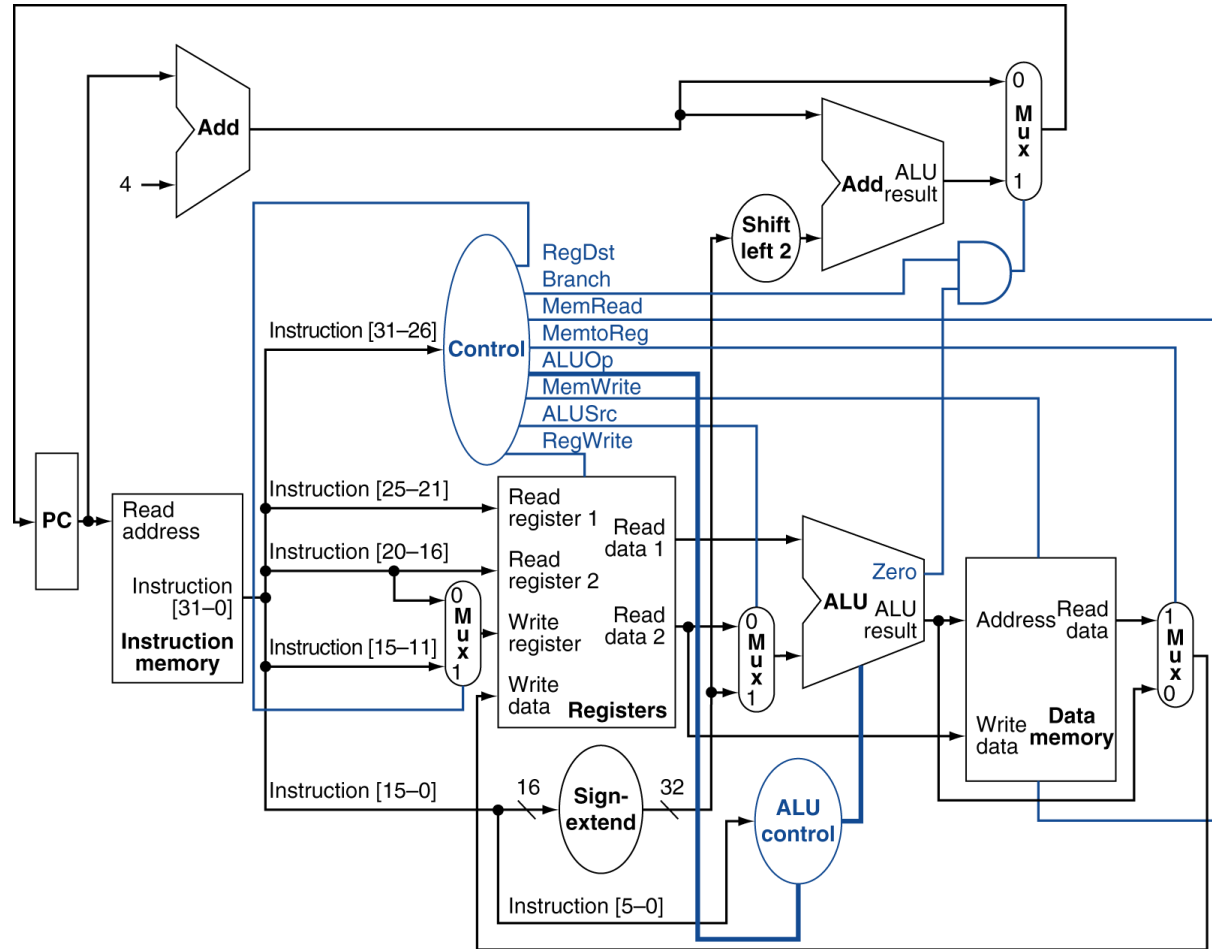 Add
4
0
M
u
x
1
Add
ALU
result
Shift
left 2
RegDst
Branch
MemRead
MemtoReg
ALUOp
MemWrite
ALUSrc
RegWrite
Control
Instruction [31–26]
Instruction [25–21]
Instruction [20–16]
Instruction [15–11]
Instruction [15–0]
Instruction [5–0]
PC
Read
address
Instruction
[31–0]
Instruction
memory
0
M
u
x
1
Read
register 1
Read
register 2
Write
register
Write
data
Read
data 1
Read
data 2
Registers
0
M
u
x
1
Zero
ALU
ALU
result
Address
Read
data
Write
data
Data
memory
1
M
u
x
0
16
Sign-
extend
32
ALU
control